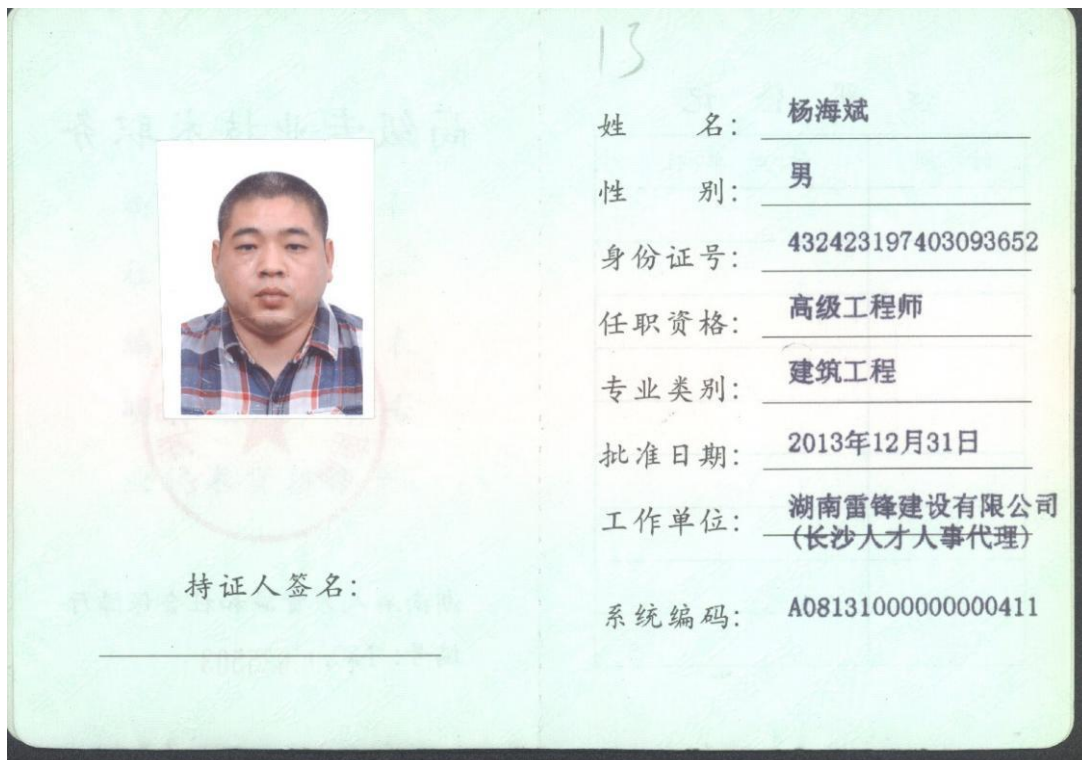 13
姓 名: 杨海斌
性 别: 男
身份证号: 432423197403093652
任职资格: 高级工程师
专业类别: 建筑工程
批准日期: 2013年12月31日
工作单位: 湖南雷锋建设有限公司
(长沙人才人事代理)
系统编码: A08131000000000411
持证人签名: